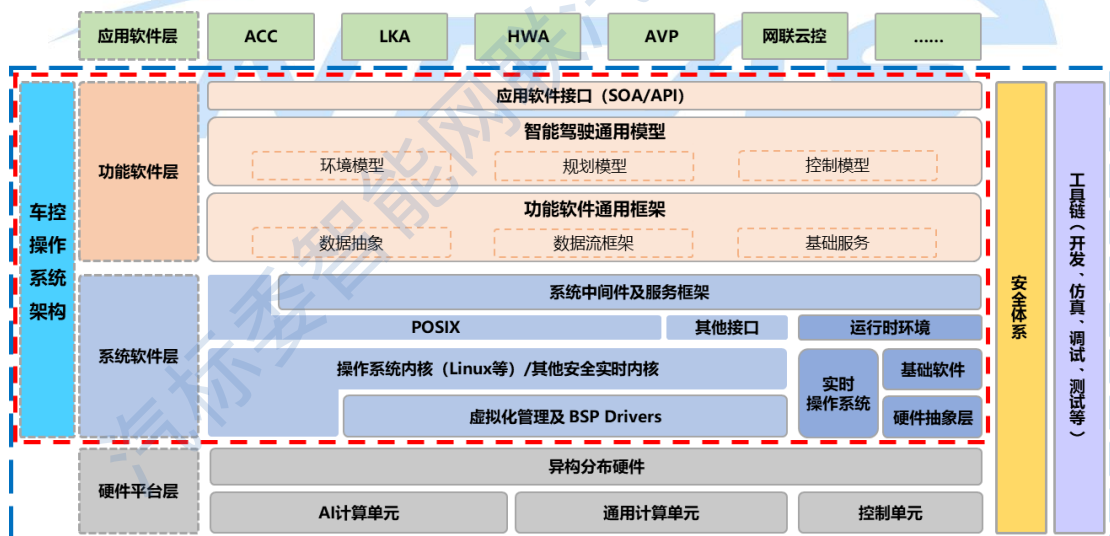 应用软件层
ACC
LKA
HWA
AVP
网联云控
......
车控
操作
系统
架构
功能软件层
应用软件接口（SOA/API）
智能驾驶通用模型
环境模型
规划模型
控制模型
功能软件通用框架
数据抽象
数据流框架
基础服务
系统软件层
系统中间件及服务框架
POSIX
其他接口
运行时环境
操作系统内核（Linux等）/其他安全实时内核
虚拟化管理及 BSP Drivers
实时
操作系统
基础软件
硬件抽象层
硬件平台层
异构分布硬件
AI计算单元
通用计算单元
控制单元
安全体系
工具链（开发、仿真、调试、测试等）
汽标委智能网联汽